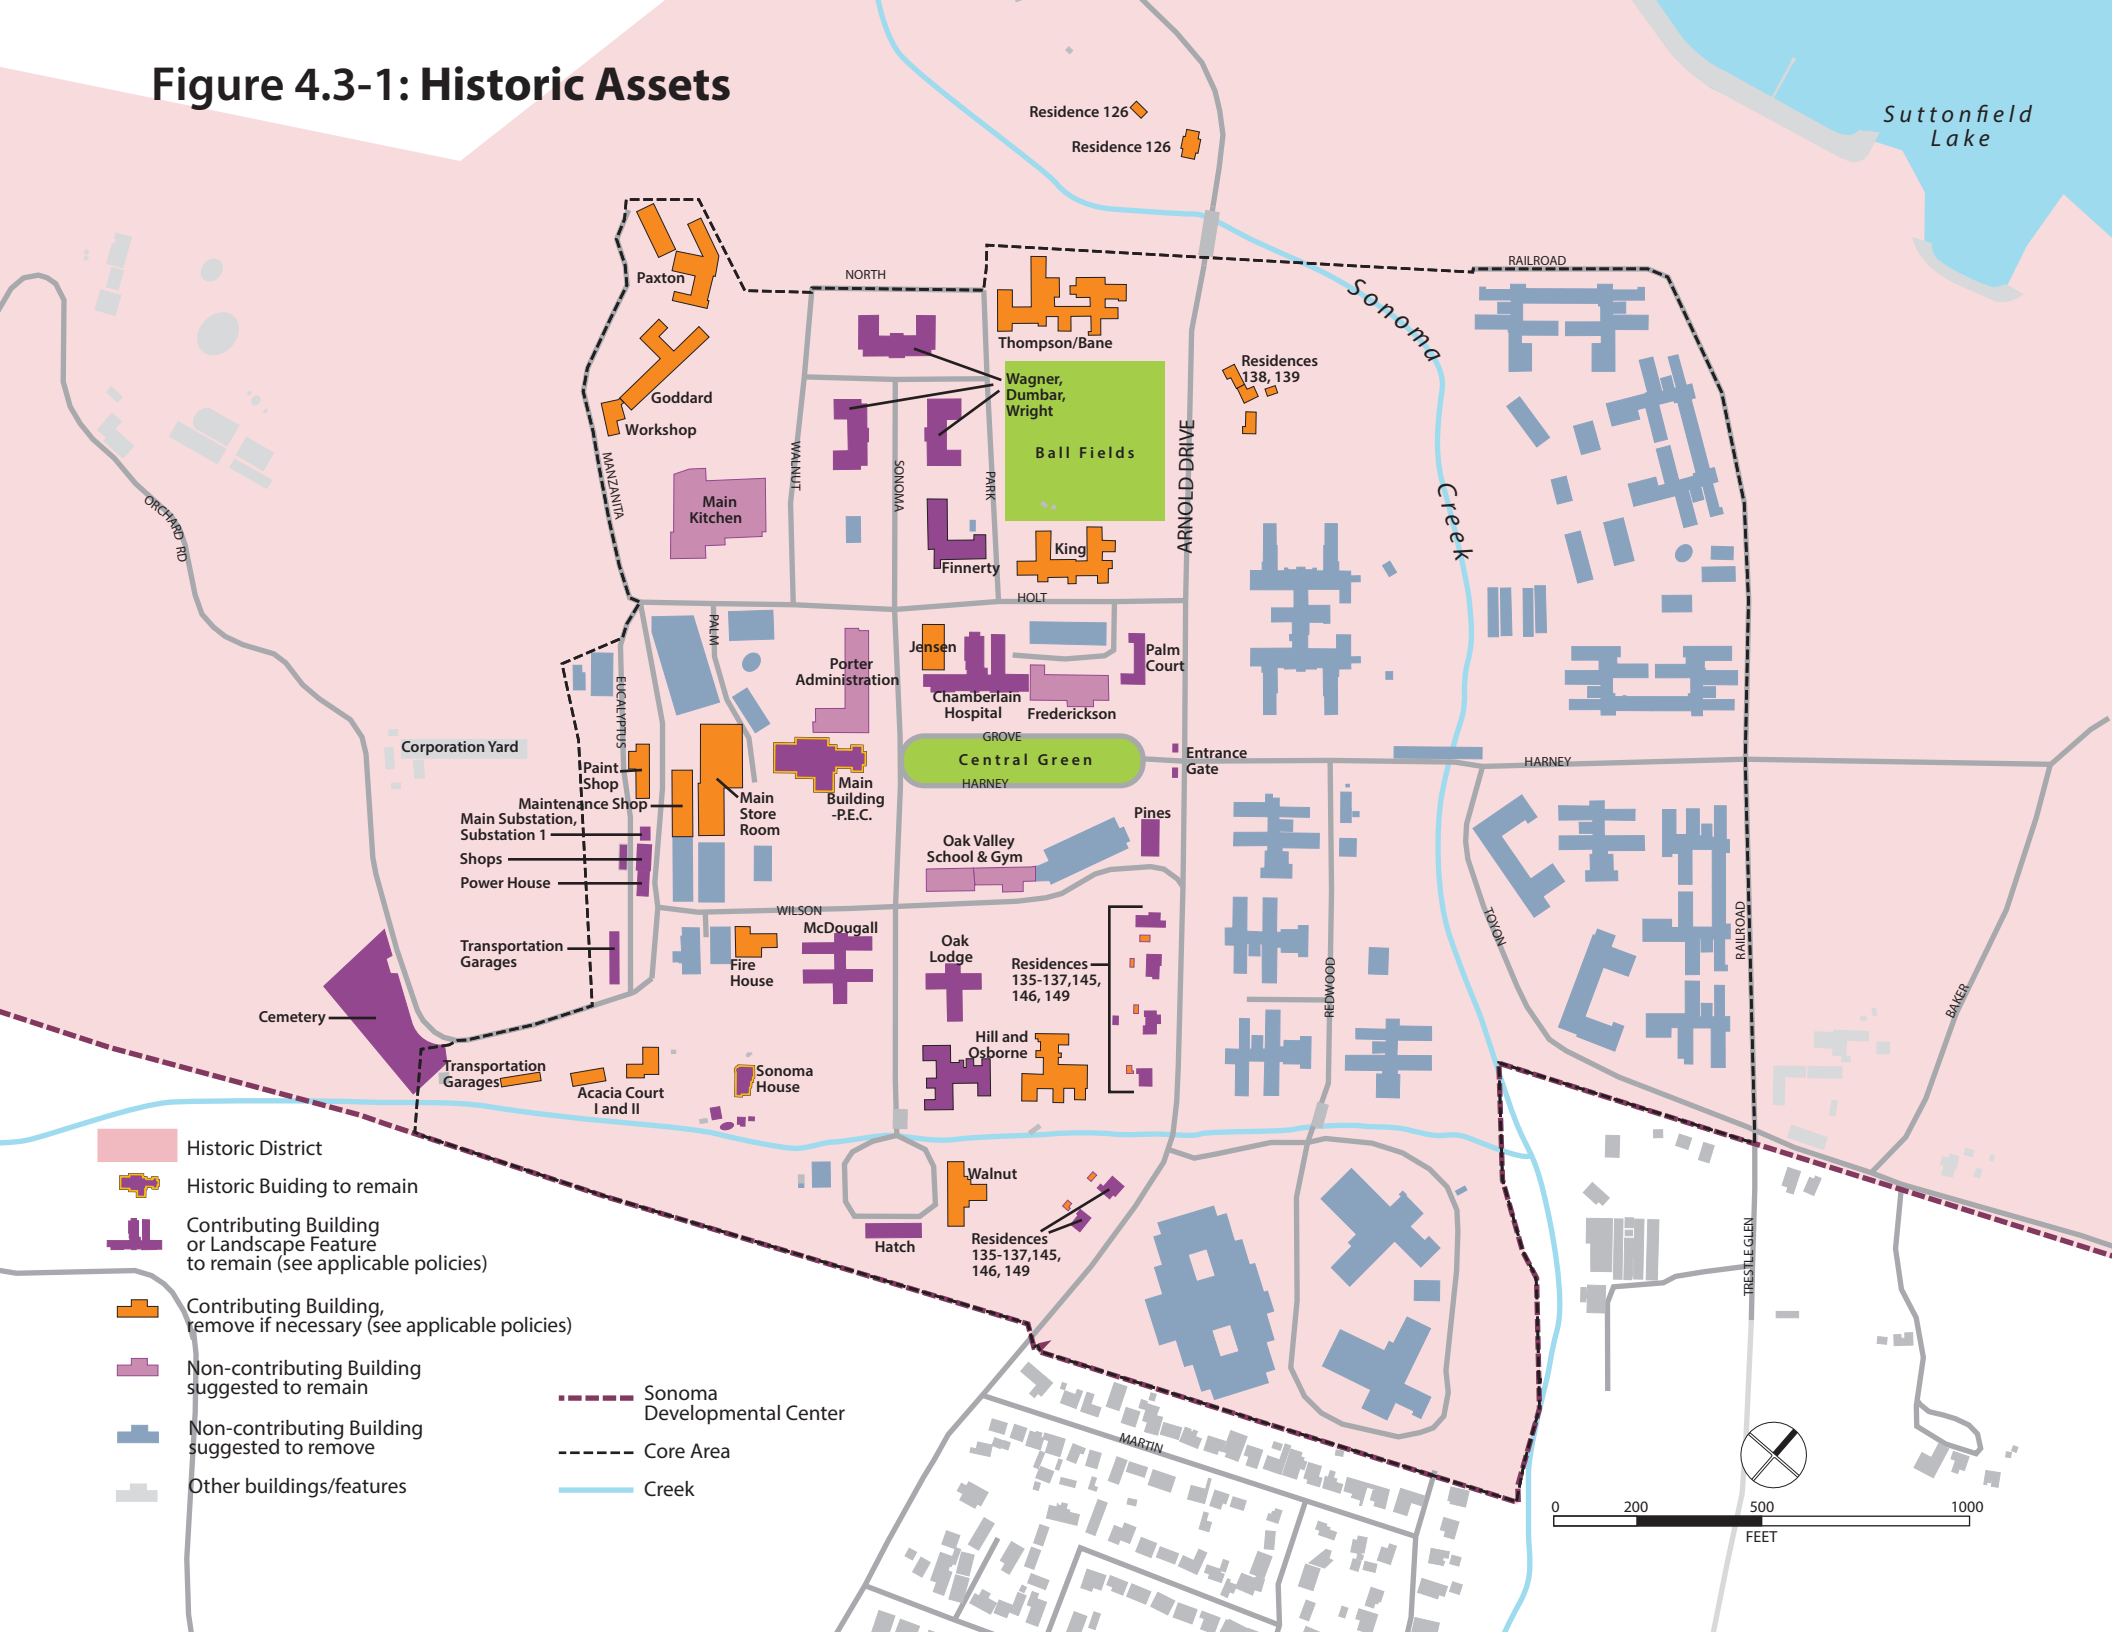 Figure 4.3-1: Historic Assets
Suttonfield
Lake
Residence 126
Residence 126
NORTH
RAILROAD
Paxton
Sonoma
Creek
Thompson/Bane
Residences
138, 139
Wagner,
Dumbar,
Wright
Goddard
Workshop
Ball Fields
MANZANITA
WALNUT
SONOMA
PARK
ARNOLD DRIVE
ORCHARD RD
Main
Kitchen
King
Finnerty
HOLT
PALM
Jensen
Palm
Court
Porter
Administration
Chamberlain
Hospital
Frederickson
EUCALYPTUS
GROVE
Central Green
HARNEY
Entrance
Gate
HARNEY
Corporation Yard
Paint
Shop
Main
Building
-P.E.C.
Maintenance Shop
Main
Store
Room
Main Substation,
Substation 1
Shops
Power House
Pines
Oak Valley
School & Gym
WILSON
McDougall
Transportation
Garages
Fire
House
Oak
Lodge
Residences
135-137,145,
146, 149
REDWOOD
TOYON
RAILROAD
BAKER
Cemetery
Hill and
Osborne
Transportation
Garages
Acacia Court
I and II
Sonoma
House
Walnut
Hatch
Residences
135-137,145,
146, 149
TRESTLE GLEN
MARTIN
Historic District
Historic Buiding to remain
Contributing Building
or Landscape Feature
to remain (see applicable policies)
Contributing Building,
remove if necessary (see applicable policies)
Non-contributing Building
suggested to remain
Non-contributing Building
suggested to remove
Other buildings/features
Sonoma
Developmental Center
Core Area
Creek
0 200 500 1000
FEET